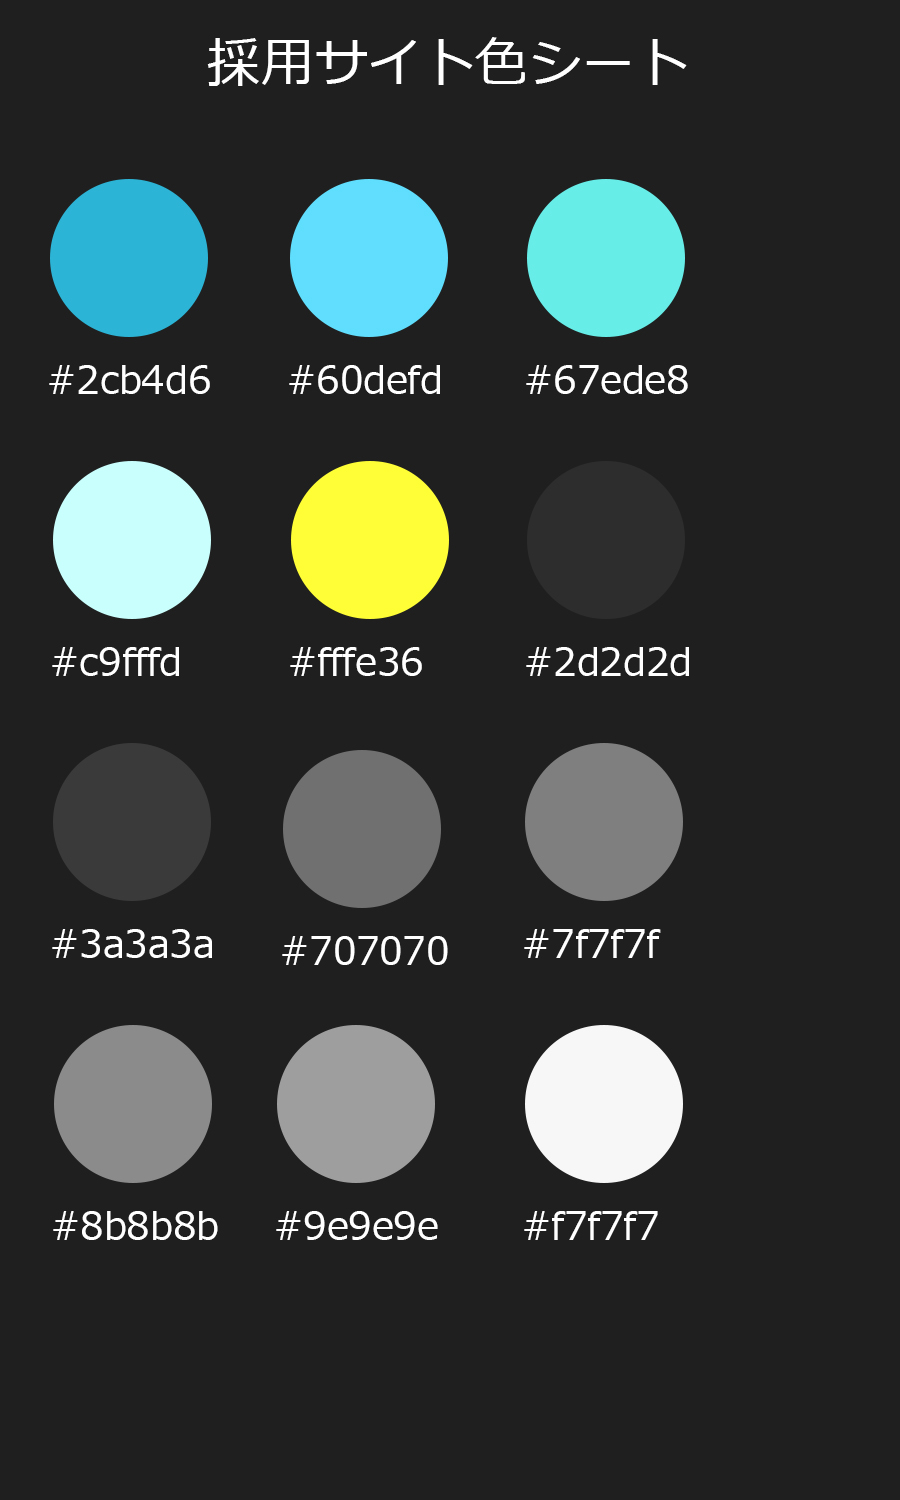 採用サイト色シート
#2cb4d6 #60defd #67ede8
#c9fffd #fffe36 #2d2d2d
#3a3a3a #707070 #7f7f7f
#8b8b8b #9e9e9e #f7f7f7